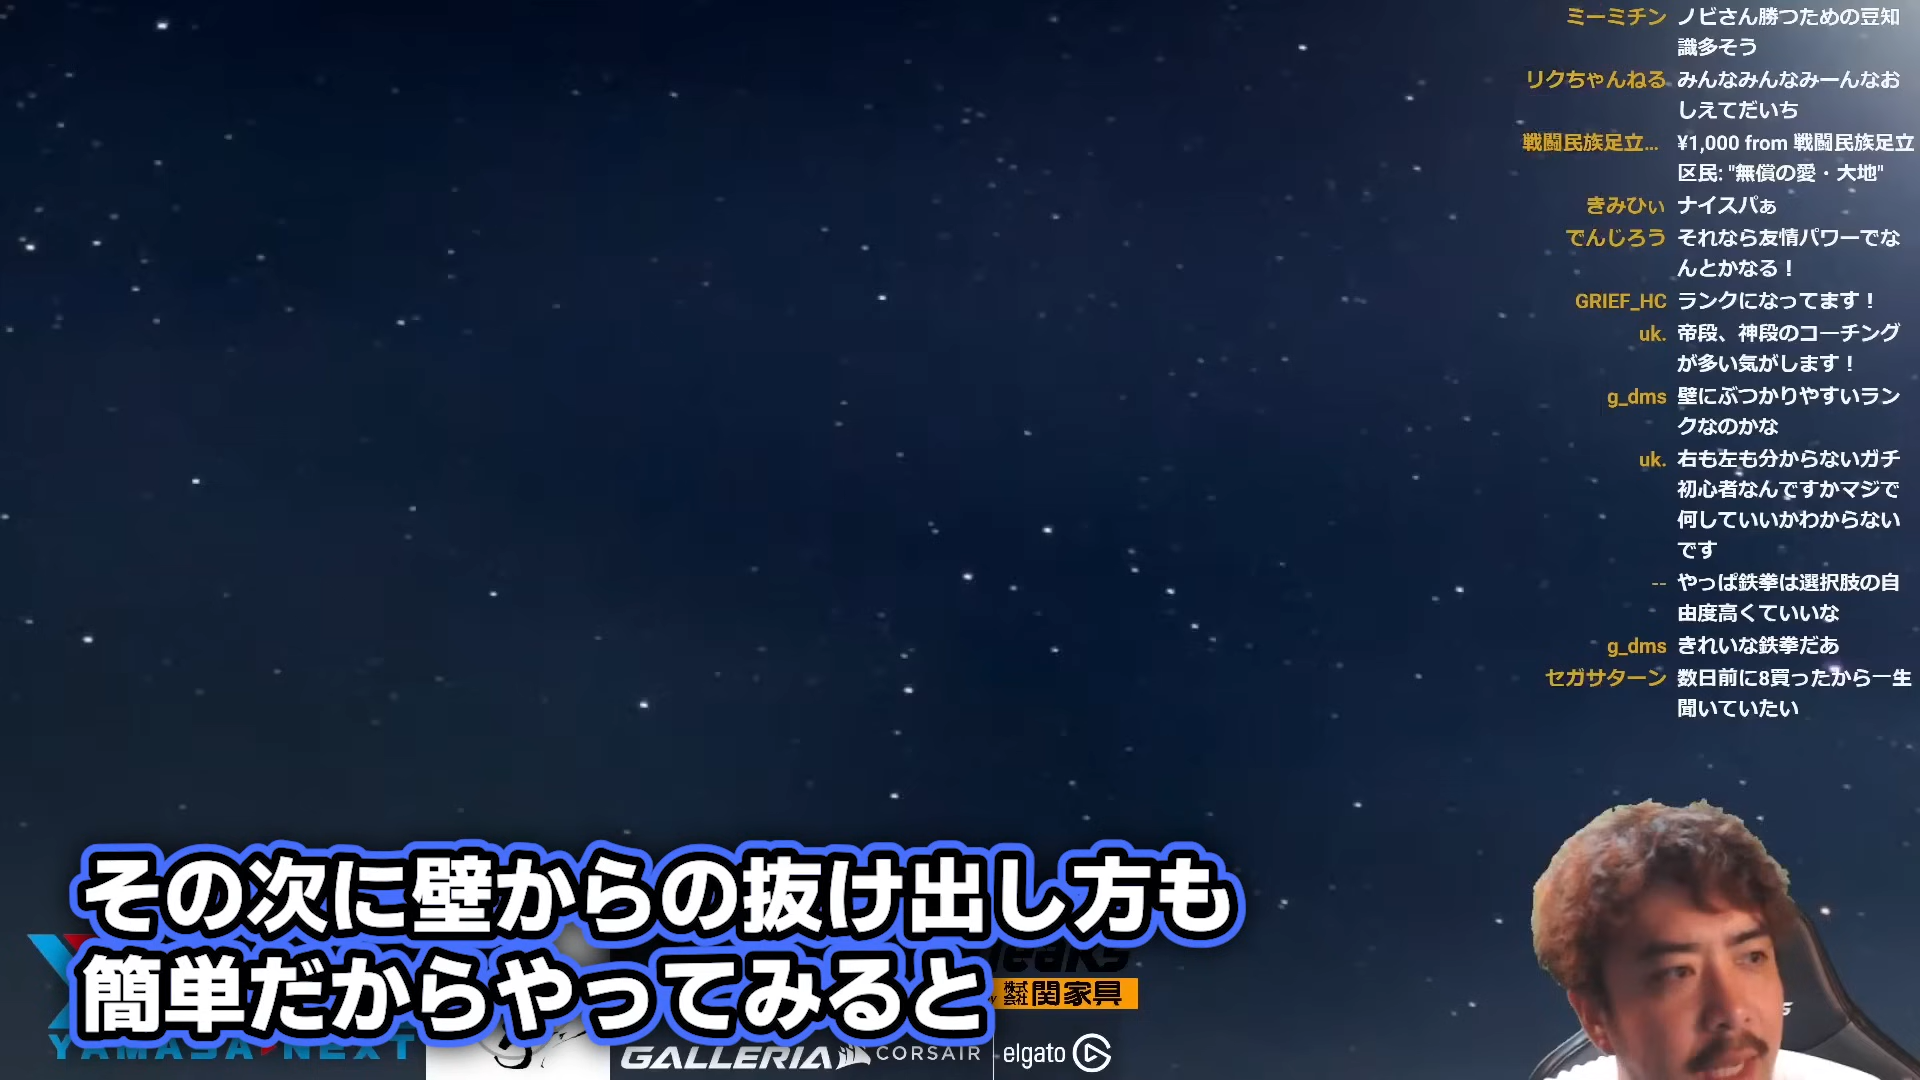 ミーミチン ノビさん勝つための豆知
識多そう
リクちゃんねる みんなみんなみーんなお
しえてだいち
戦闘民族足立... ¥1,000 from 戦闘民族足立
区民: "無償の愛・大地"
きみひぃ ナイスパぁ
でんじろう それなら友情パワーでな
んとかなる！
GRIEF_HC ランクになってます！
uk. 帝段、神段のコーチング
が多い気がします！
g_dms 壁にぶつかりやすいラン
クなのかな
uk. 右も左も分からないガチ
初心者なんですかマジで
何していいかわからない
です
-- やっぱ鉄拳は選択肢の自
由度高くていいな
g_dms きれいな鉄拳だあ
セガサターン 数日前に8買ったから一生
聞いていたい
その次に壁からの抜け出し方も
簡単だからやってみると
株式会社 関家具
YAMASA NEXT
GALLERIA CORSAIR elgato